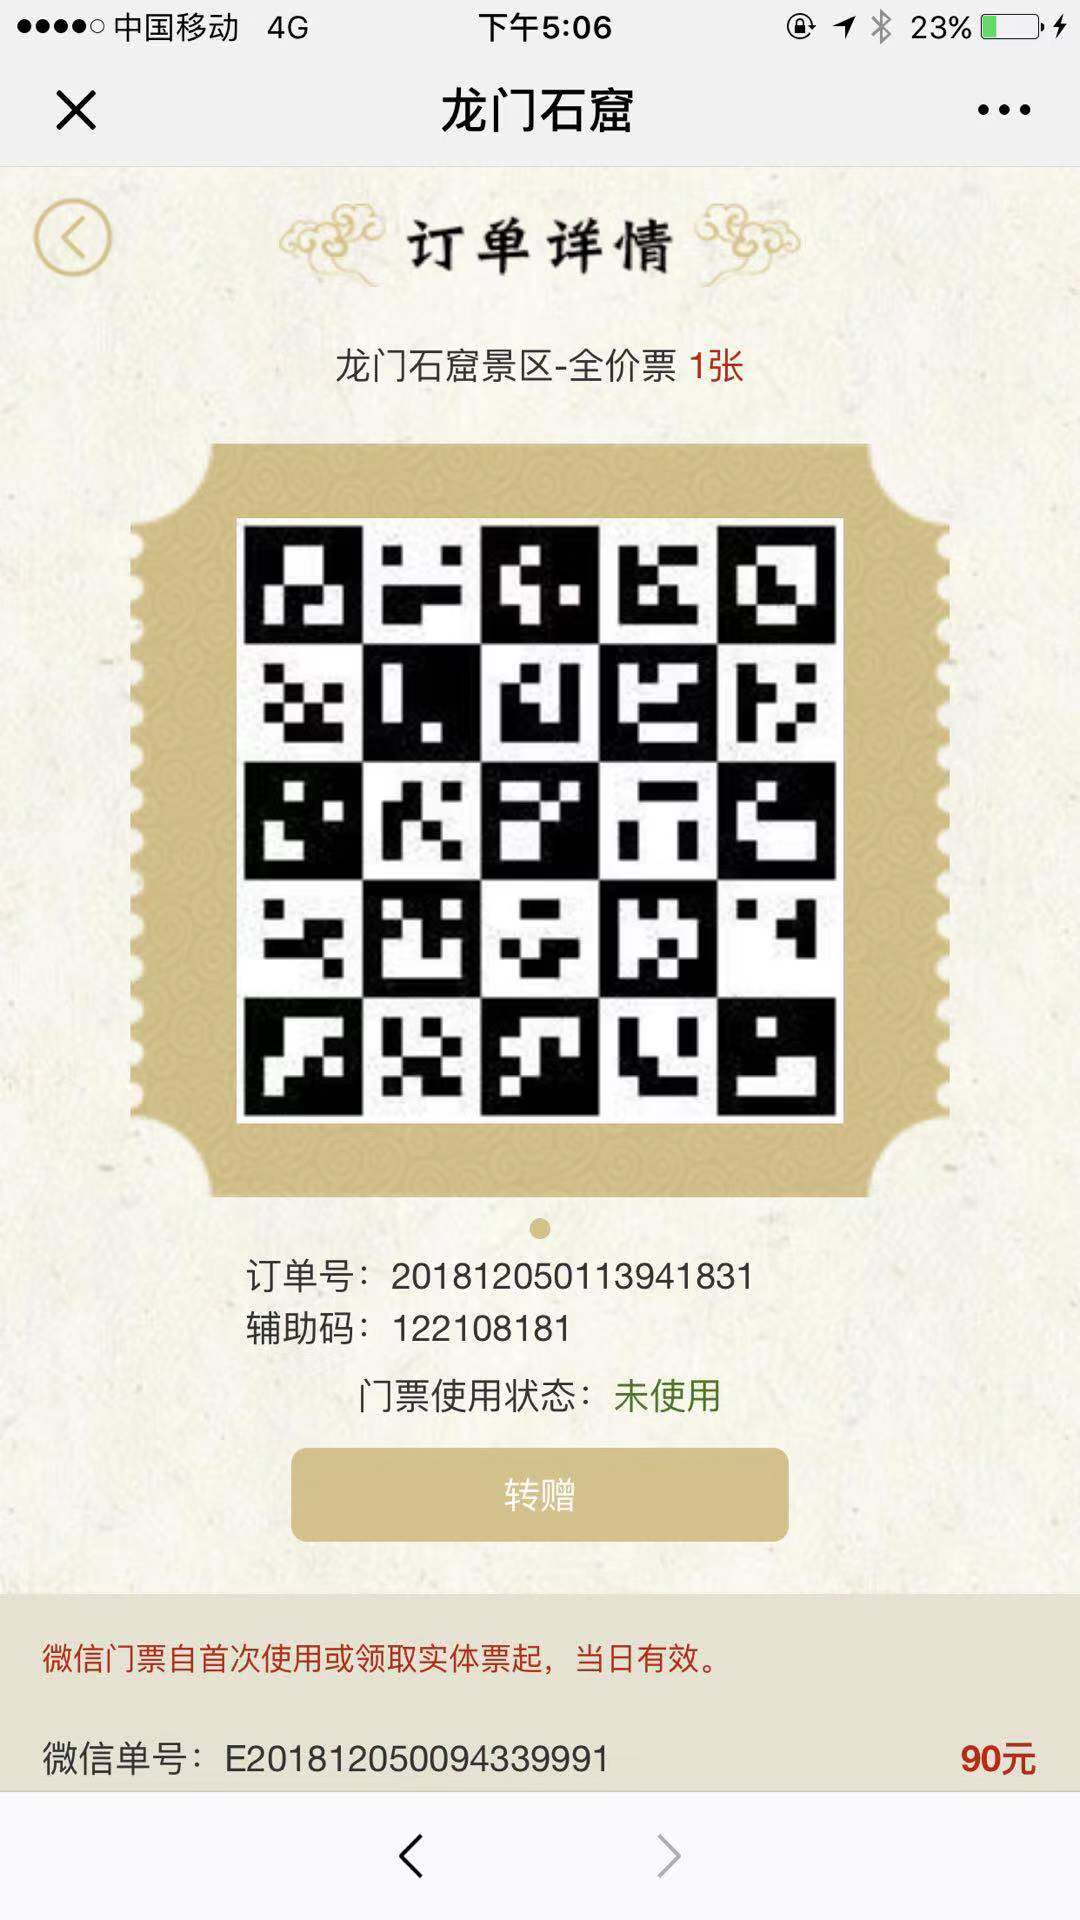 中国移动 4G 下午5:06 23%
龙门石窟
订单详情
龙门石窟景区-全价票 1张
订单号：201812050113941831
辅助码：122108181
门票使用状态：未使用
转赠
微信门票自首次使用或领取实体票起，当日有效。
微信单号：E201812050094339991 90元